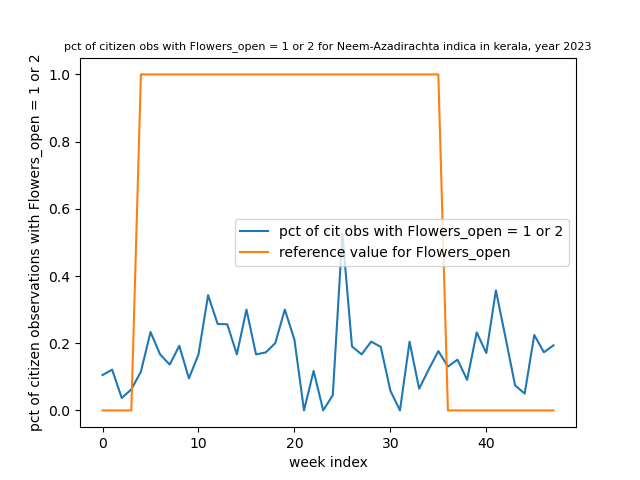 pct of citizen obs with Flowers_open = 1 or 2 for Neem-Azadirachta indica in kerala, year 2023
pct of citizen observations with Flowers_open = 1 or 2
1.0
0.8
0.6
0.4
0.2
0.0
pct of cit obs with Flowers_open = 1 or 2
reference value for Flowers_open
0 10 20 30 40
week index